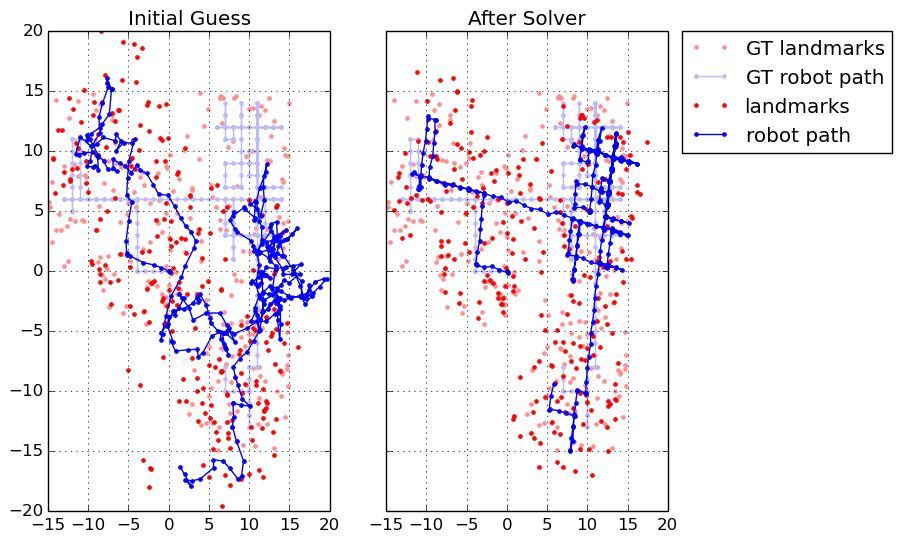 Initial Guess
After Solver
GT landmarks
GT robot path
landmarks
robot path
20
15
10
5
0
−5
−10
−15
−20
−15 −10 −5 0 5 10 15 20
−15 −10 −5 0 5 10 15 20